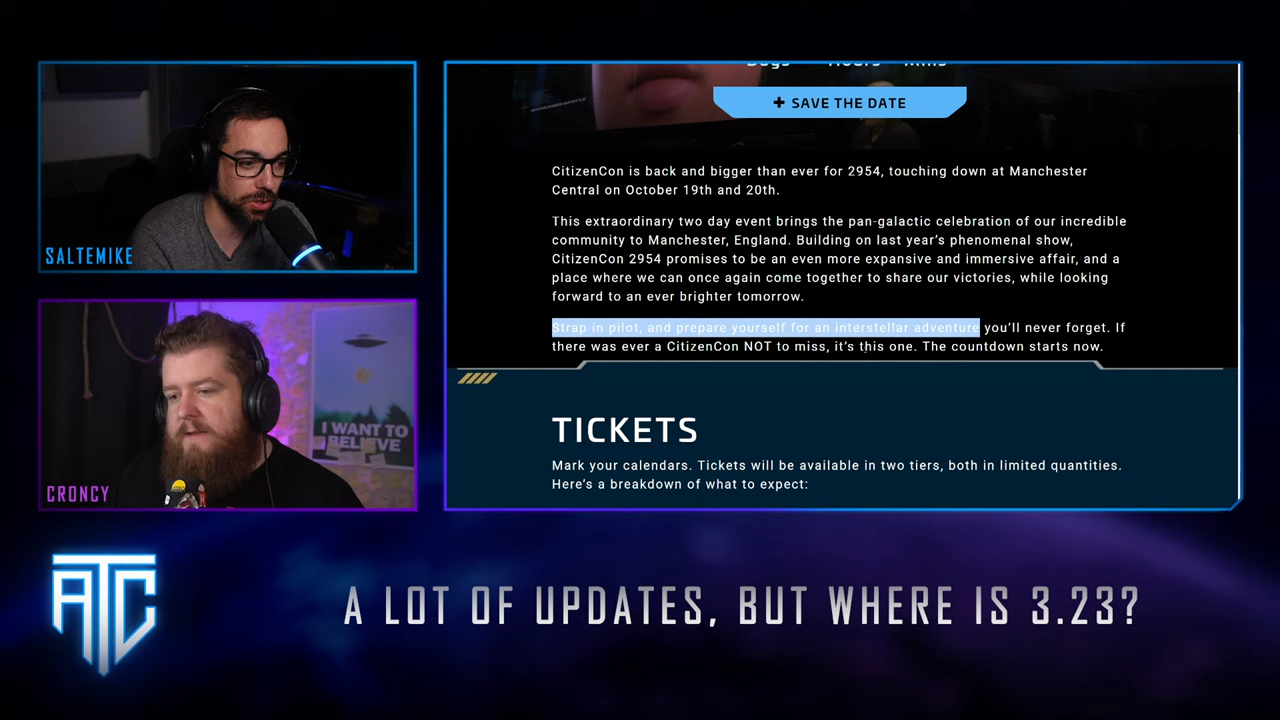 Days Hours Mins
+ SAVE THE DATE
CitizenCon is back and bigger than ever for 2954, touching down at Manchester
Central on October 19th and 20th.
This extraordinary two day event brings the pan-galactic celebration of our incredible
community to Manchester, England. Building on last year's phenomenal show,
CitizenCon 2954 promises to be an even more expansive and immersive affair, and a
place where we can once again come together to share our victories, while looking
forward to an ever brighter tomorrow.
Strap in pilot, and prepare yourself for an interstellar adventure you'll never forget. If
there was ever a CitizenCon NOT to miss, it's this one. The countdown starts now.
TICKETS
Mark your calendars. Tickets will be available in two tiers, both in limited quantities.
Here's a breakdown of what to expect:
SALTEMIKE
I WANT TO
BELIEVE
CRONCY
ATC
A LOT OF UPDATES, BUT WHERE IS 3.23?